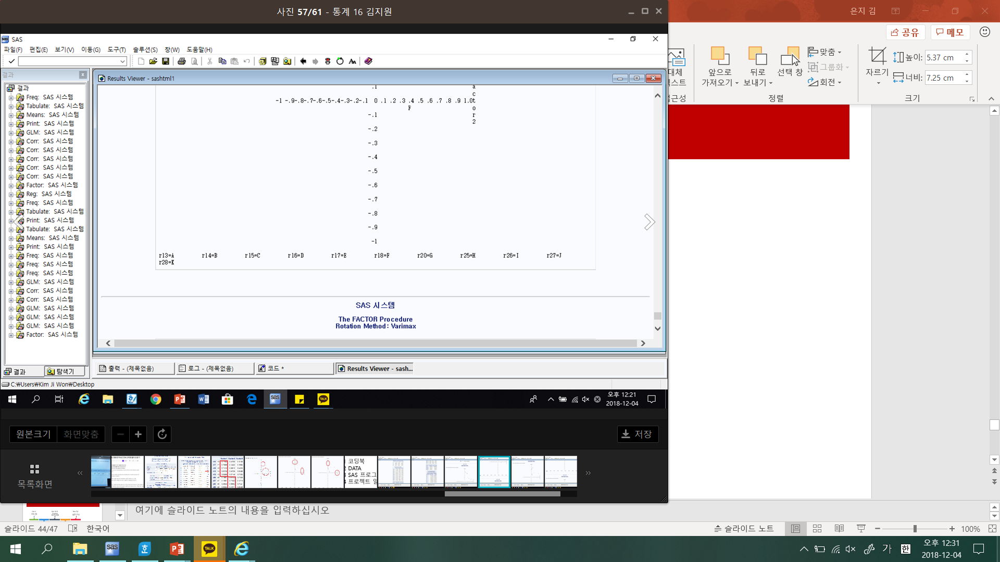 사진 57/61 - 통계 16 김지원
은지 김
SAS
파일(F) 편집(E) 보기(V) 이동(G) 도구(T) 솔루션(S) 창(W) 도움말(H)
공유
메모
맞춤
그룹화
회전
앞으로
가져오기
뒤로
보내기
선택 창
정렬
자르기
높이: 5.37 cm
너비: 7.25 cm
크기
대체
근성
결과
Results Viewer - sashtml1
결과
Freq: SAS 시스템
Tabulate: SAS 시스템
Means: SAS 시스템
Print: SAS 시스템
GLM: SAS 시스템
Corr: SAS 시스템
Corr: SAS 시스템
Corr: SAS 시스템
Corr: SAS 시스템
Corr: SAS 시스템
Factor: SAS 시스템
Reg: SAS 시스템
Freq: SAS 시스템
Tabulate: SAS 시스템
Print: SAS 시스템
Tabulate: SAS 시스템
Means: SAS 시스템
Print: SAS 시스템
Freq: SAS 시스템
Freq: SAS 시스템
Freq: SAS 시스템
GLM: SAS 시스템
Corr: SAS 시스템
Corr: SAS 시스템
GLM: SAS 시스템
GLM: SAS 시스템
GLM: SAS 시스템
Factor: SAS 시스템
결과
탐색기
.1 a
c
-1 -.9-.8-.7-.6-.5-.4-.3-.2-.1 0 .1 .2 .3 .4 .5 .6 .7 .8 .9 1.0t
F o
-.1 r
2
-.2
-.3
-.4
-.5
-.6
-.7
-.8
-.9
-1
r13=A r14=B r15=C r16=D r17=E r18=F r20=G r25=H r26=I r27=J
r28=K
SAS 시스템
The FACTOR Procedure
Rotation Method: Varimax
출력 - (제목없음)
로그 - (제목없음)
코드 *
Results Viewer - sash...
C:₩Users₩Kim Ji Won₩Desktop
오후 12:21
2018-12-04
원본크기
화면맞춤
저장
목록화면
코딩북
DATA
SAS 프로그
프로젝트 일
여기에 슬라이드 노트의 내용을 입력하십시오
슬라이드 44/47
한국어
슬라이드 노트
100%
sas
TALK
가
한
오후 12:31
2018-12-04